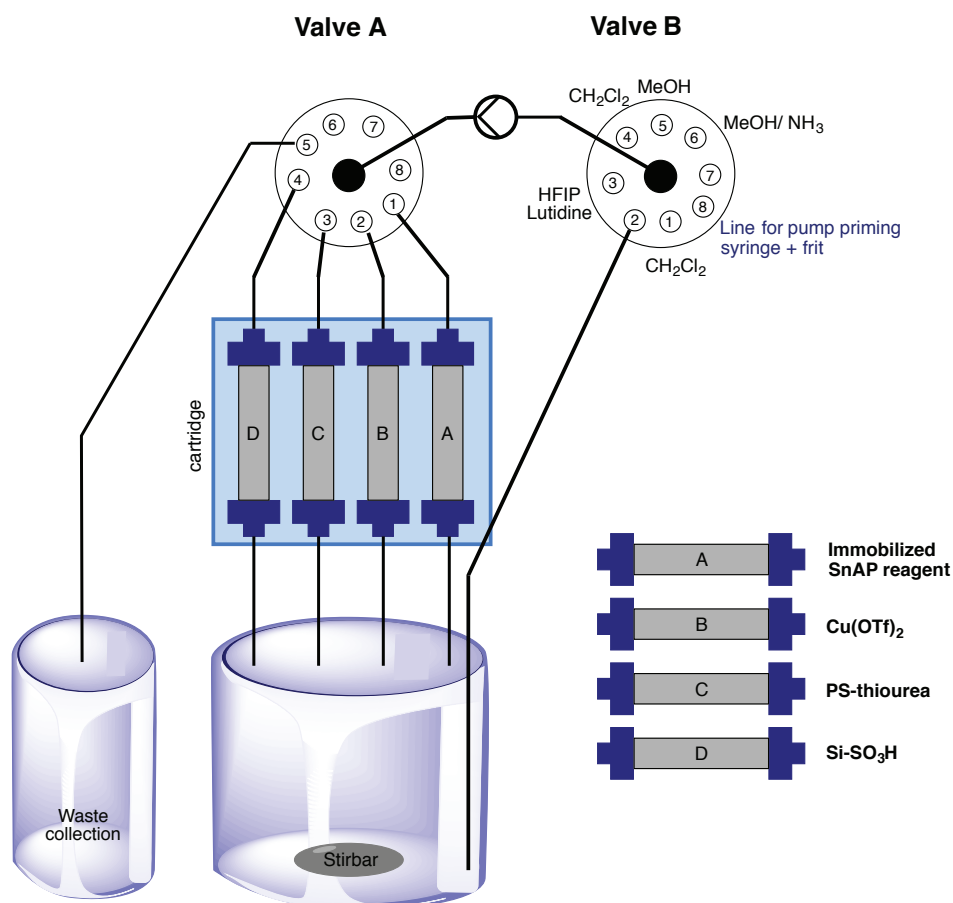 Valve A
Valve B
6
7
5
8
4
1
3
2
CH2Cl2
MeOH
MeOH/ NH3
5
4
6
3
7
2
8
1
HFIP
Lutidine
Line for pump priming
syringe + frit
CH2Cl2
cartridge
D
C
B
A
A
Immobilized
SnAP reagent
B
Cu(OTf)2
C
PS-thiourea
D
Si-SO3H
Waste
collection
Stirbar